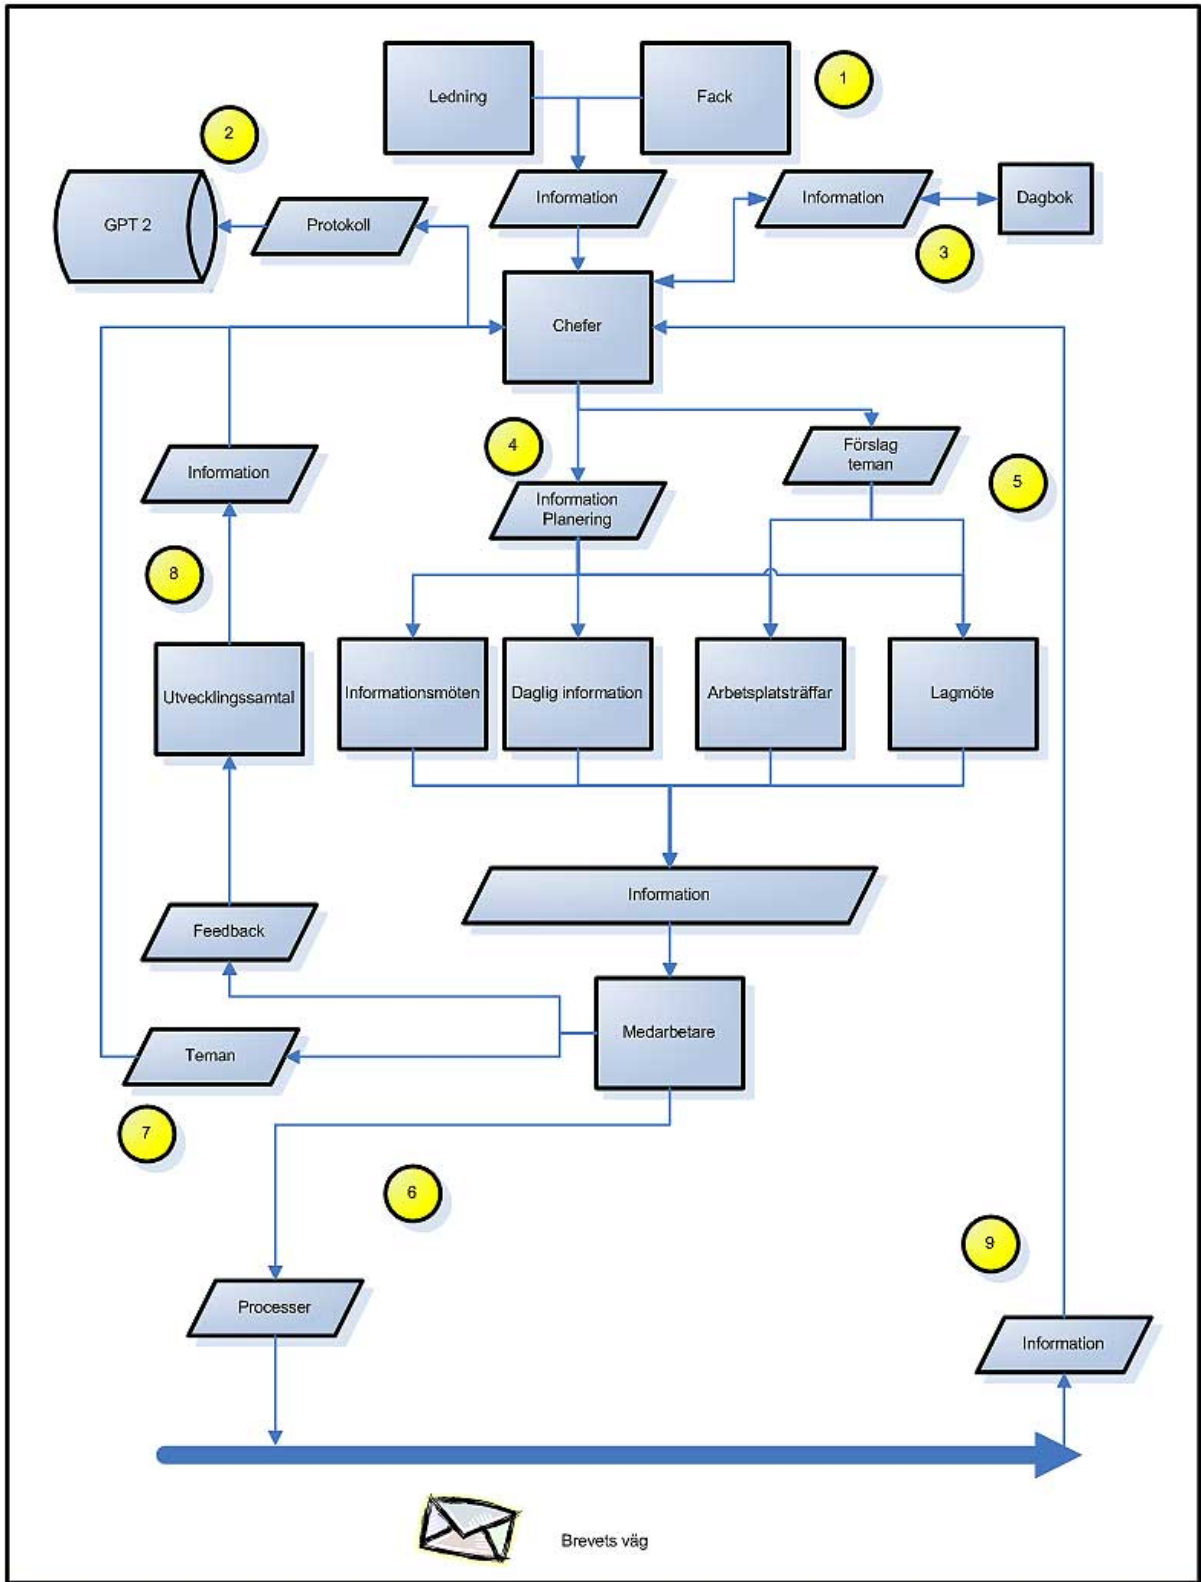 Ledning
Fack
1
2
GPT 2
Protokoll
Information
Information
Dagbok
3
Chefer
4
Information
Förslag
teman
5
Information
Planering
8
Utvecklingssamtal
Informationsmöten
Daglig information
Arbetsplatsträffar
Lagmöte
Information
Feedback
Medarbetare
Teman
7
6
9
Processer
Information
Brevets väg